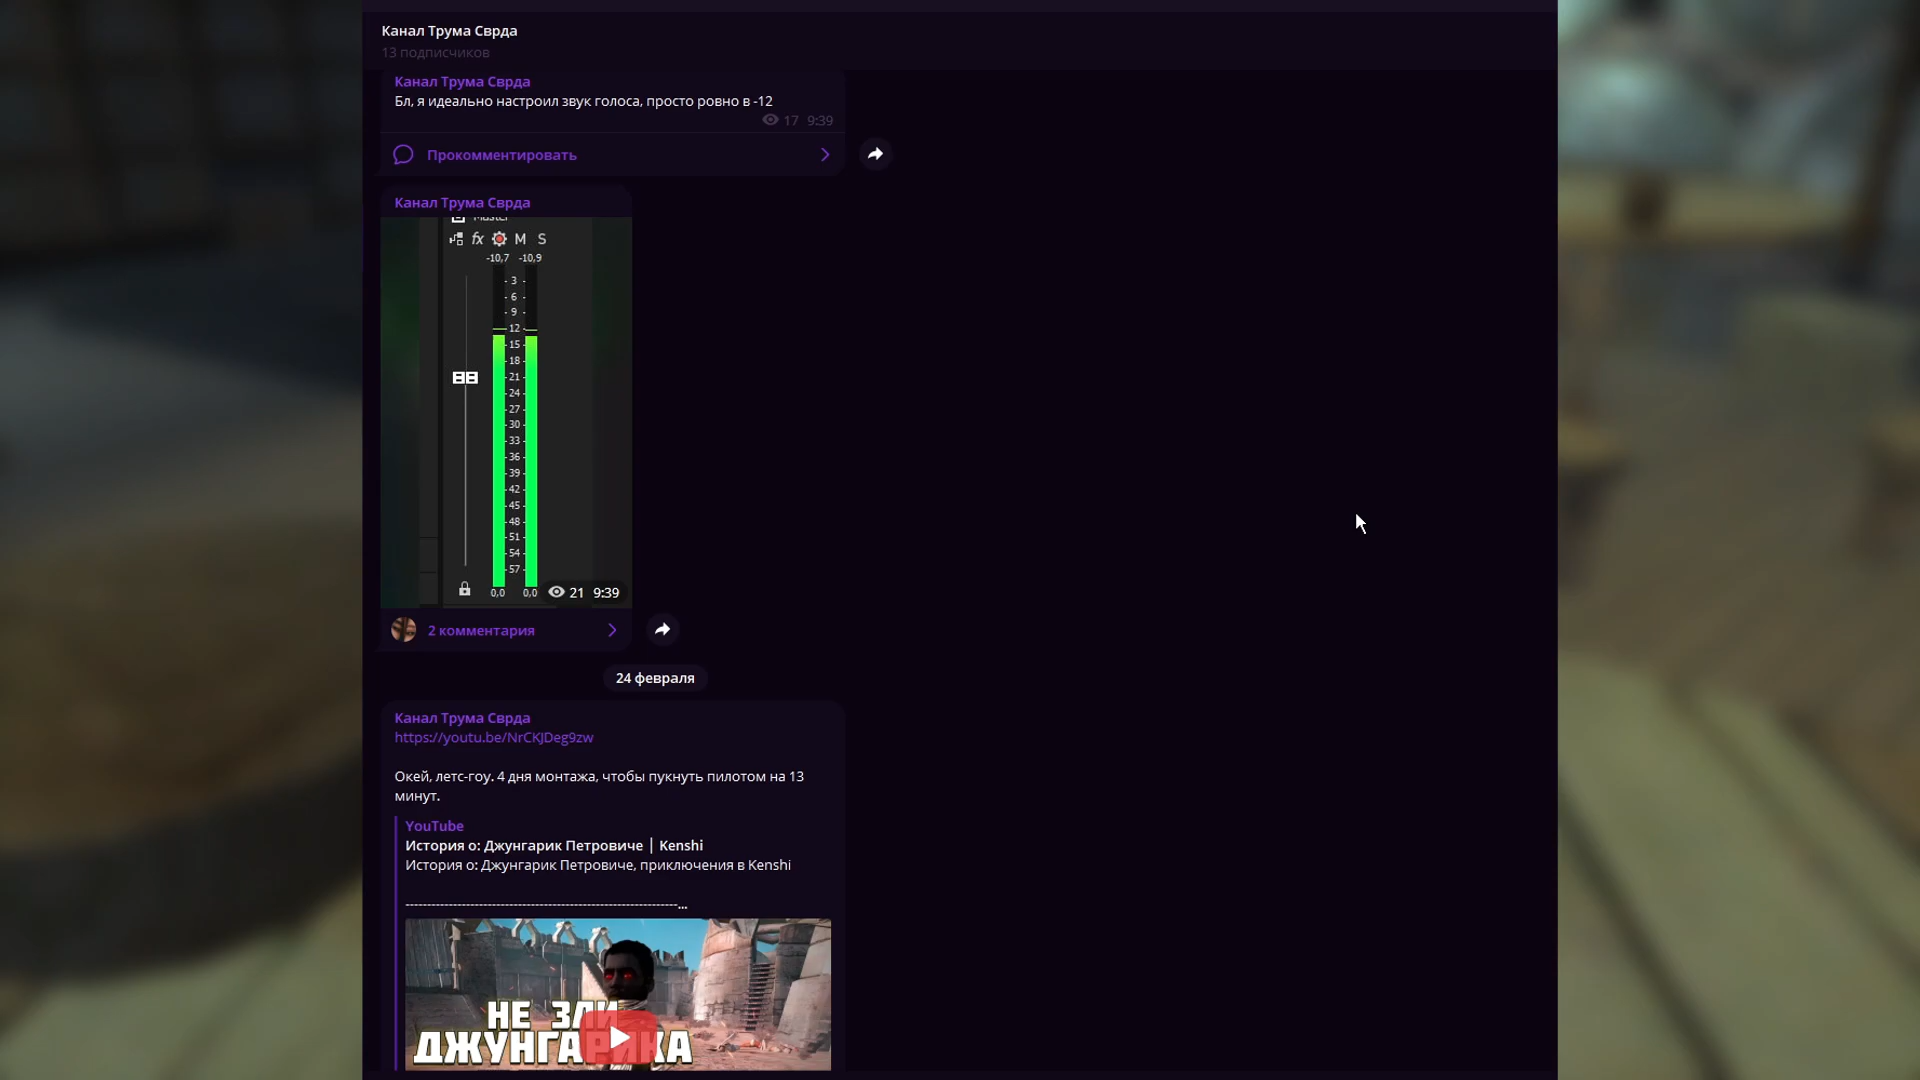 Канал Трума Сврда
13 подписчиков
Канал Трума Сврда
Бл, я идеально настроил звук голоса, просто ровно в -12
17 9:39
Прокомментировать
Канал Трума Сврда
Master
fx M S
-10,7 -10,9
- 3 -
- 6 -
- 9 -
- 12 -
- 15 -
- 18 -
- 21 -
- 24 -
- 27 -
- 30 -
- 33 -
- 36 -
- 39 -
- 42 -
- 45 -
- 48 -
- 51 -
- 54 -
- 57 -
0,0 0,0 21 9:39
2 комментария
24 февраля
Канал Трума Сврда
https://youtu.be/NrCKJDeg9zw
Окей, летс-гоу. 4 дня монтажа, чтобы пукнуть пилотом на 13
минут.
YouTube
История о: Джунгарик Петровиче | Kenshi
История о: Джунгарик Петровиче, приключения в Kenshi
--------------------------------------------------------------------...
НЕ ЗЛИ
ДЖУНГАРИКА